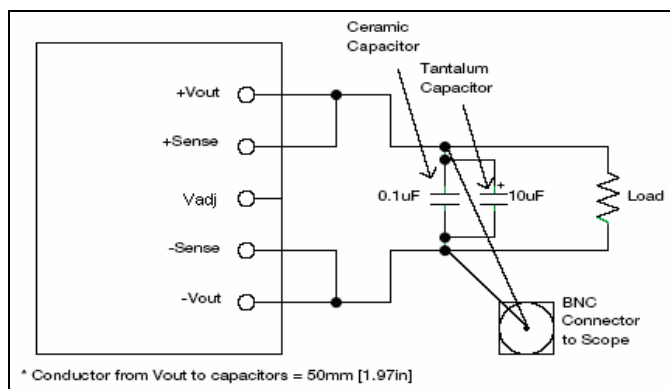 Ceramic
Capacitor
Tantalum
Capacitor
+Vout
+Sense
Vadj
-Sense
-Vout
+
0.1uF
10uF
Load
BNC
Connector
to Scope
* Conductor from Vout to capacitors = 50mm [1.97in]